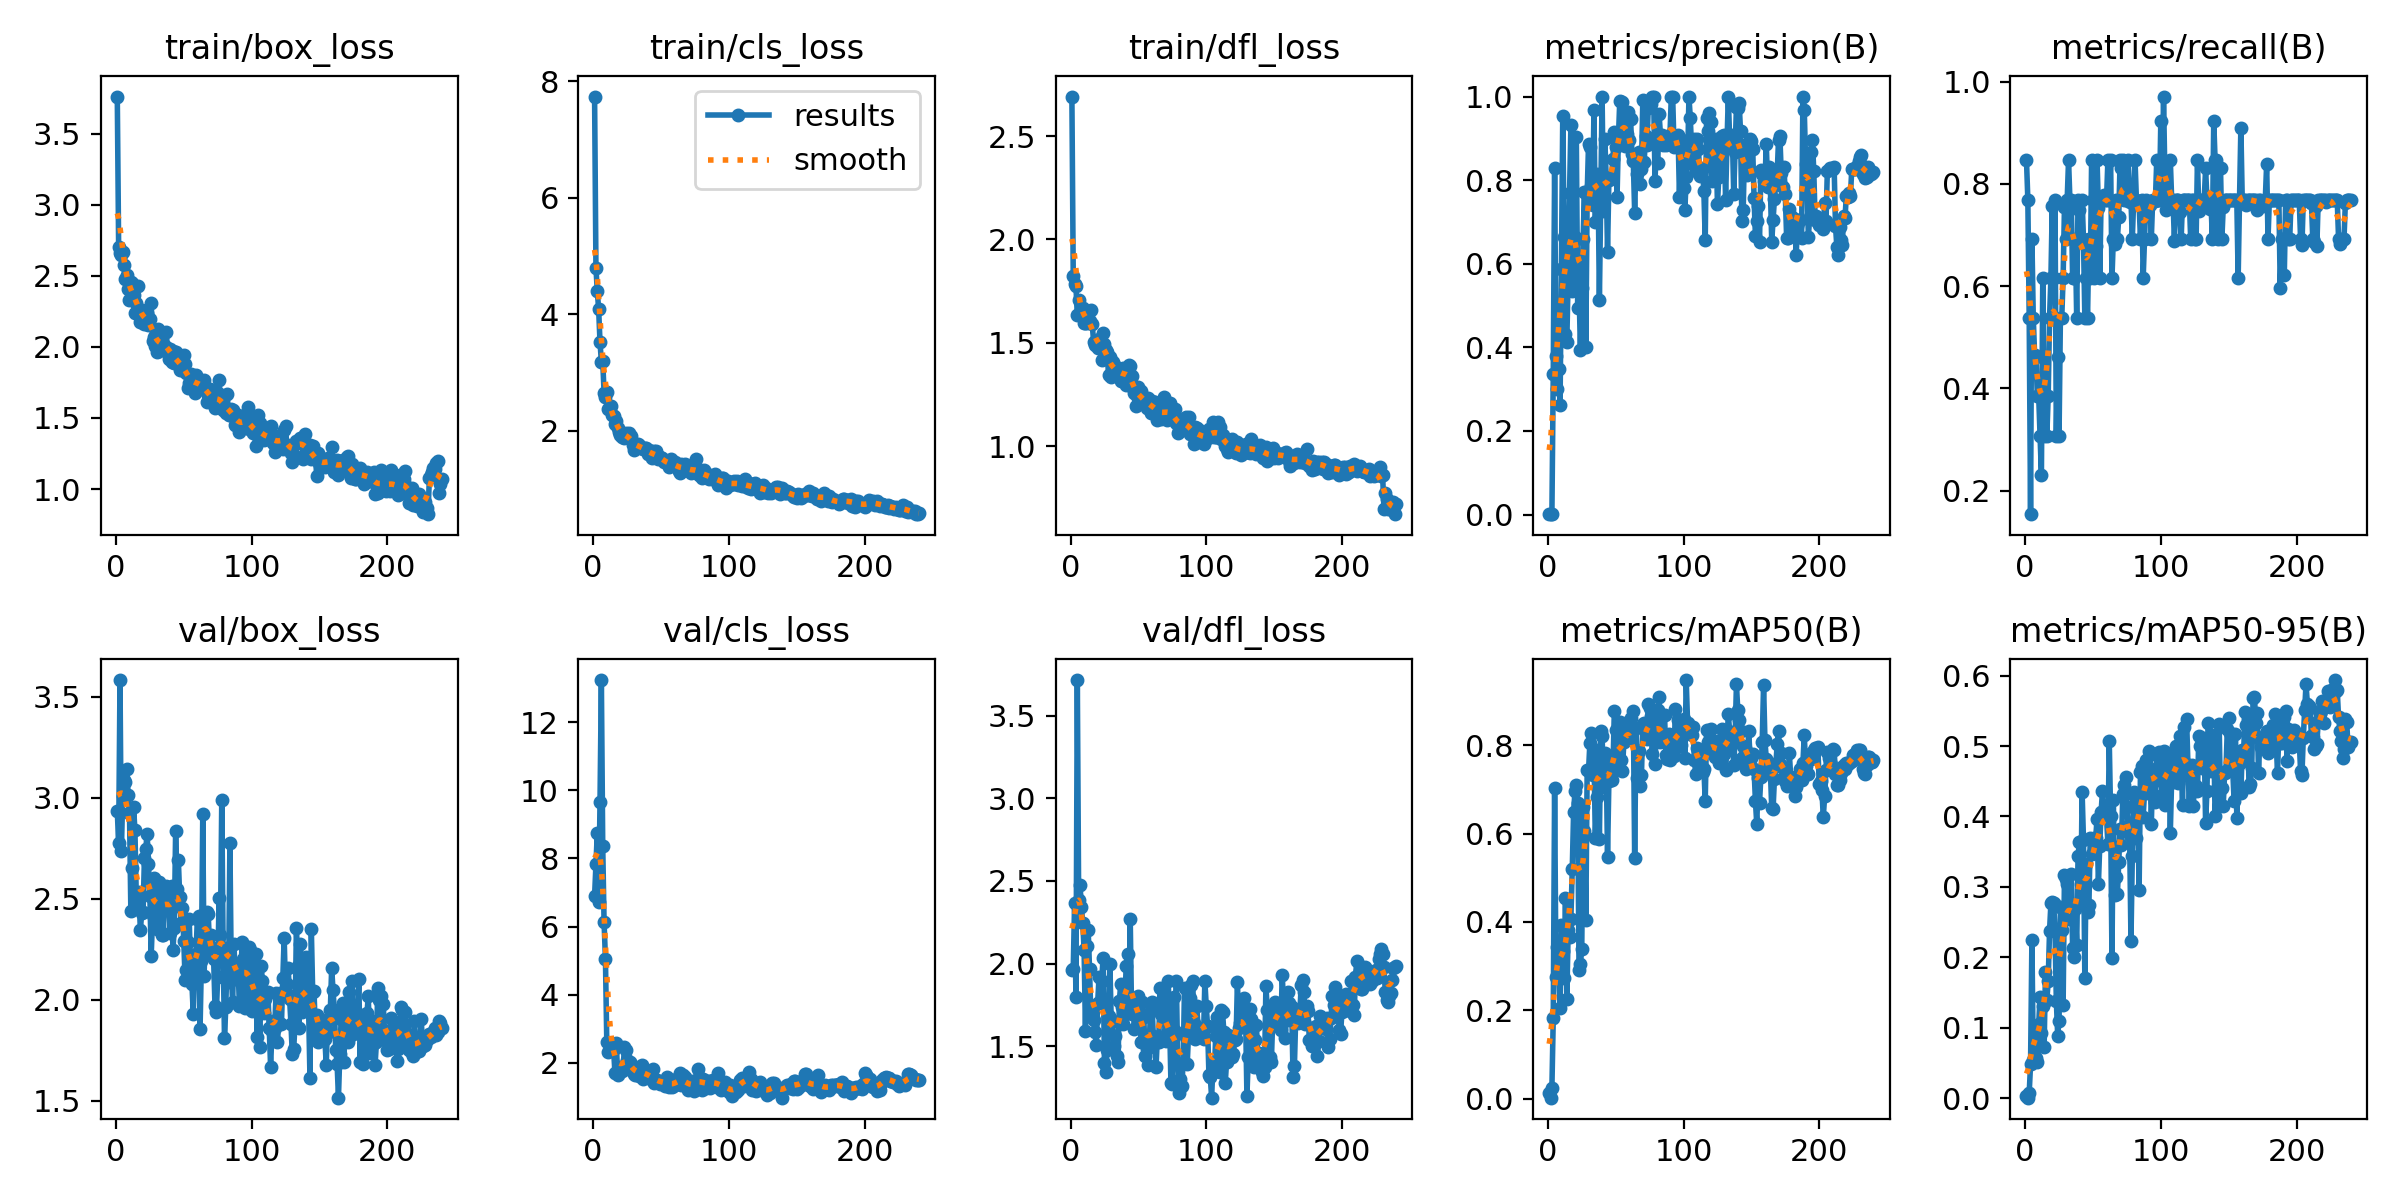 train/box_loss
3.5
3.0
2.5
2.0
1.5
1.0
0 100 200
train/cls_loss
results
smooth
8
6
4
2
0 100 200
train/dfl_loss
2.5
2.0
1.5
1.0
0 100 200
metrics/precision(B)
1.0
0.8
0.6
0.4
0.2
0.0
0 100 200
metrics/recall(B)
1.0
0.8
0.6
0.4
0.2
0 100 200
val/box_loss
3.5
3.0
2.5
2.0
1.5
0 100 200
val/cls_loss
12
10
8
6
4
2
0 100 200
val/dfl_loss
3.5
3.0
2.5
2.0
1.5
0 100 200
metrics/mAP50(B)
0.8
0.6
0.4
0.2
0.0
0 100 200
metrics/mAP50-95(B)
0.6
0.5
0.4
0.3
0.2
0.1
0.0
0 100 200